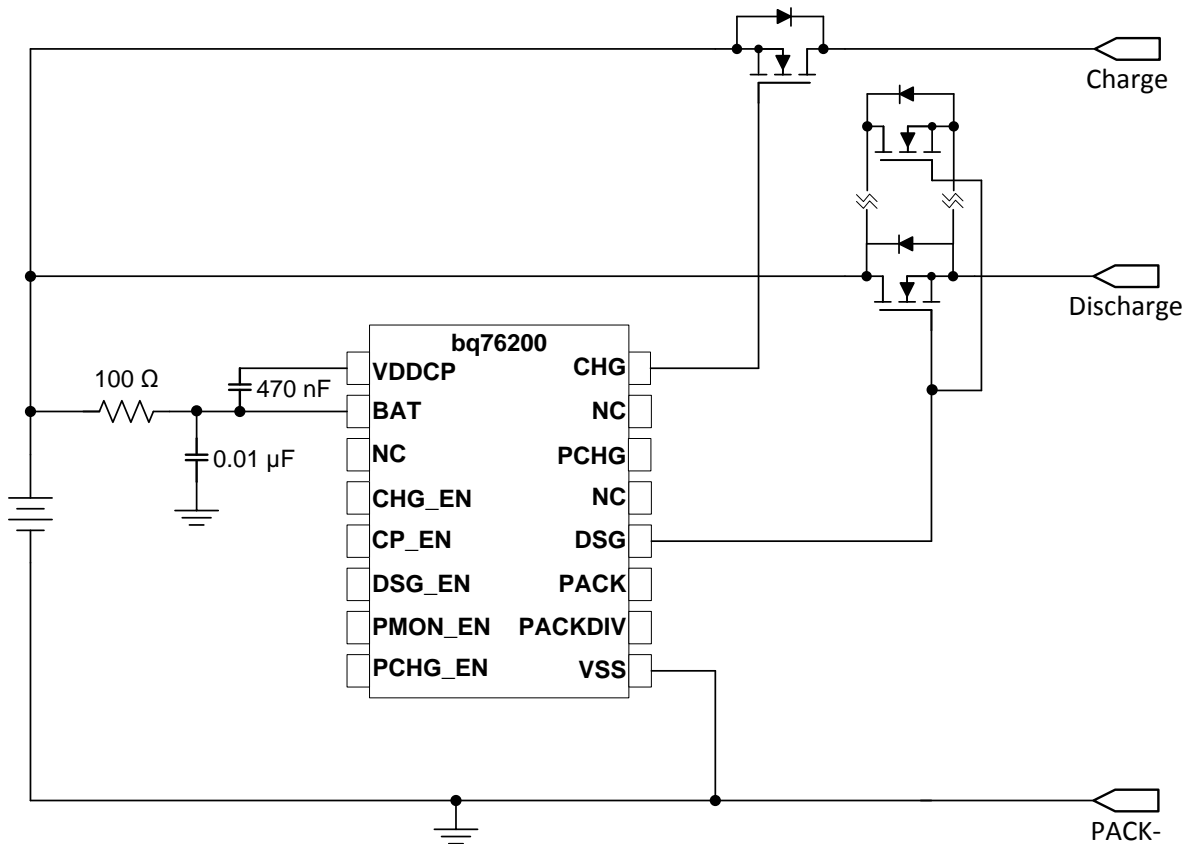 Charge
Discharge
bq76200
VDDCP
CHG
100 Ω
470 nF
BAT
NC
NC
PCHG
0.01 µF
CHG_EN
NC
CP_EN
DSG
DSG_EN
PACK
PMON_EN
PACKDIV
PCHG_EN
VSS
PACK-